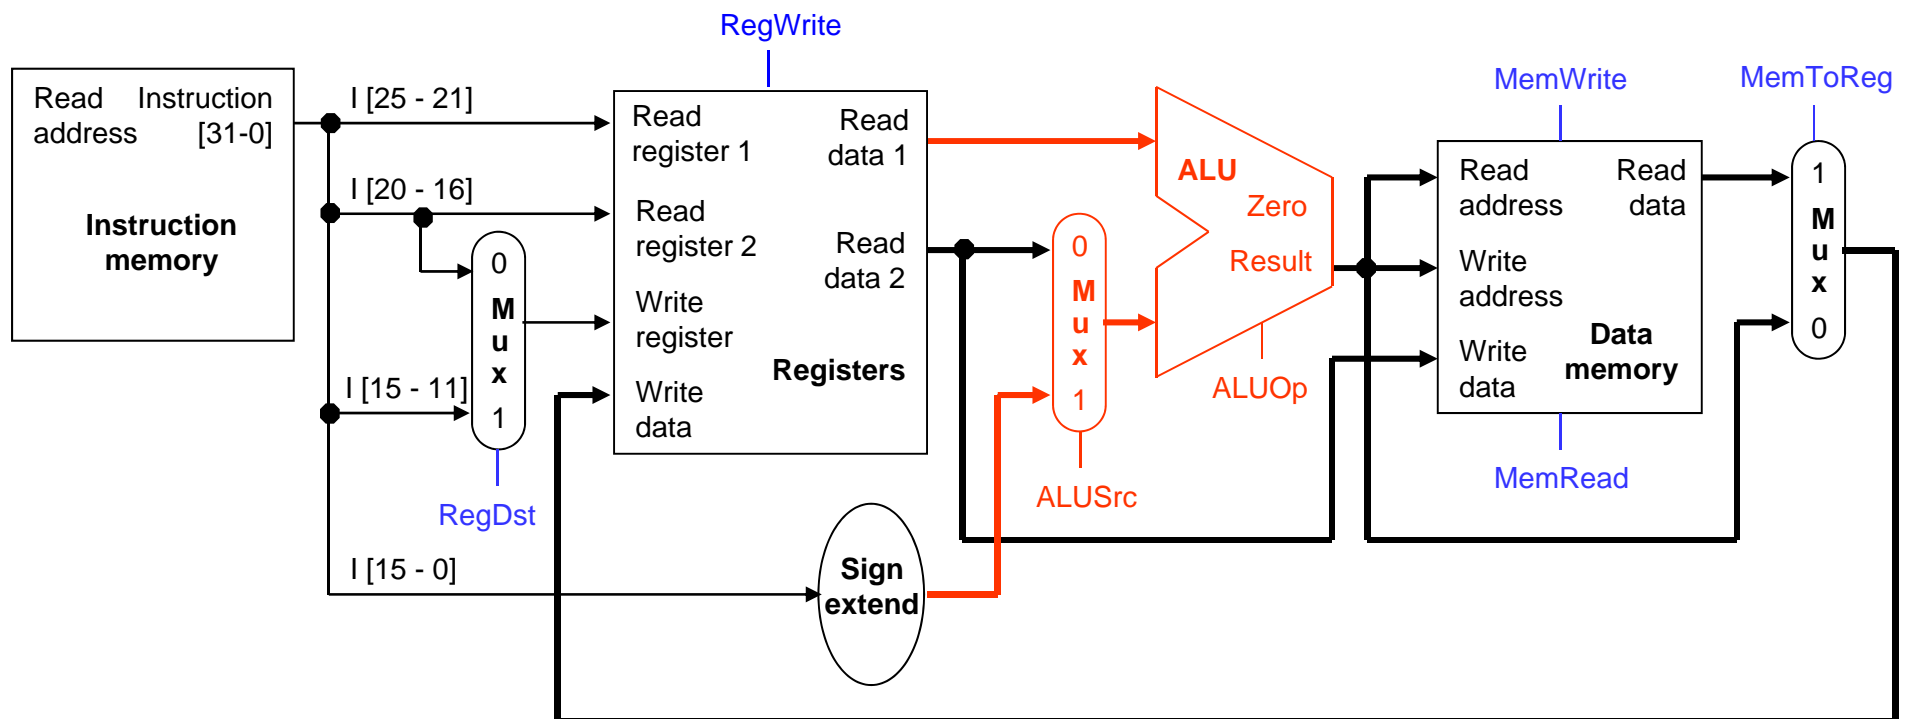 RegWrite
Read Instruction
address [31-0]
Instruction
memory
I [25 - 21]
I [20 - 16]
I [15 - 11]
I [15 - 0]
0
M
u
x
1
RegDst
Read
register 1
Read
data 1
Read
register 2
Read
data 2
Write
register
Registers
Write
data
Sign
extend
0
M
u
x
1
ALUSrc
ALU
Zero
Result
ALUOp
MemWrite
Read
address
Read
data
Write
address
Write
data
Data
memory
MemRead
MemToReg
1
M
u
x
0